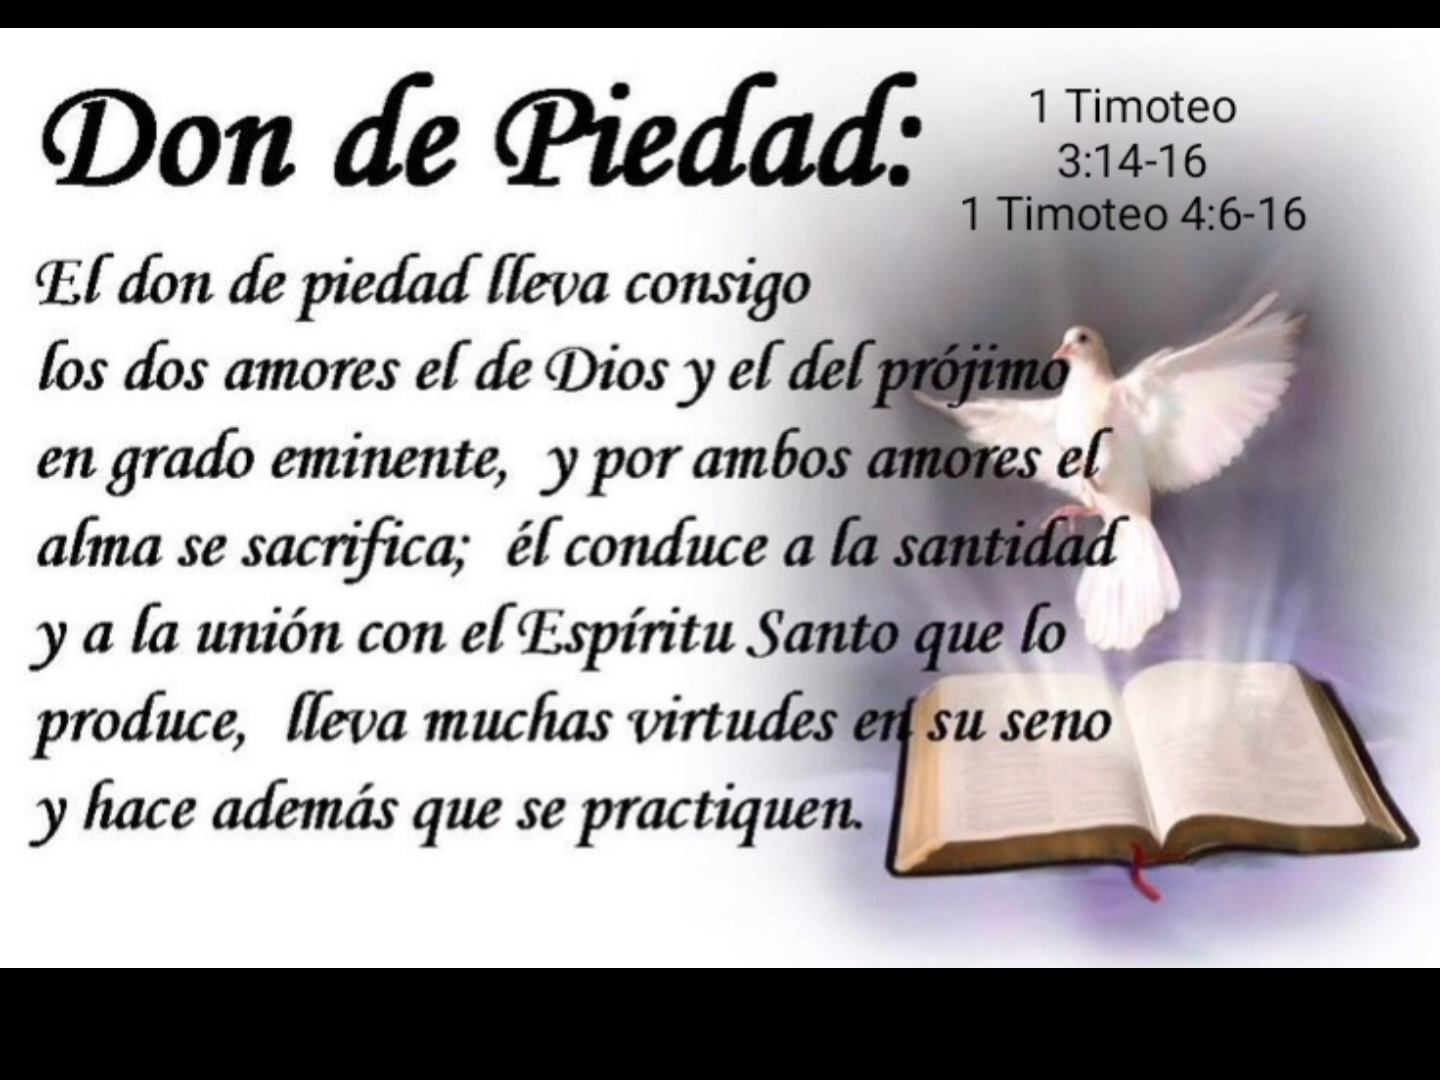 Don de Piedad:
1 Timoteo
3:14-16
1 Timoteo 4:6-16
El don de piedad lleva consigo
los dos amores el de Dios y el del prójimo
en grado eminente, y por ambos amores el
alma se sacrifica; él conduce a la santidad
y a la unión con el Espíritu Santo que lo
produce, lleva muchas virtudes en su seno
y hace además que se practiquen.